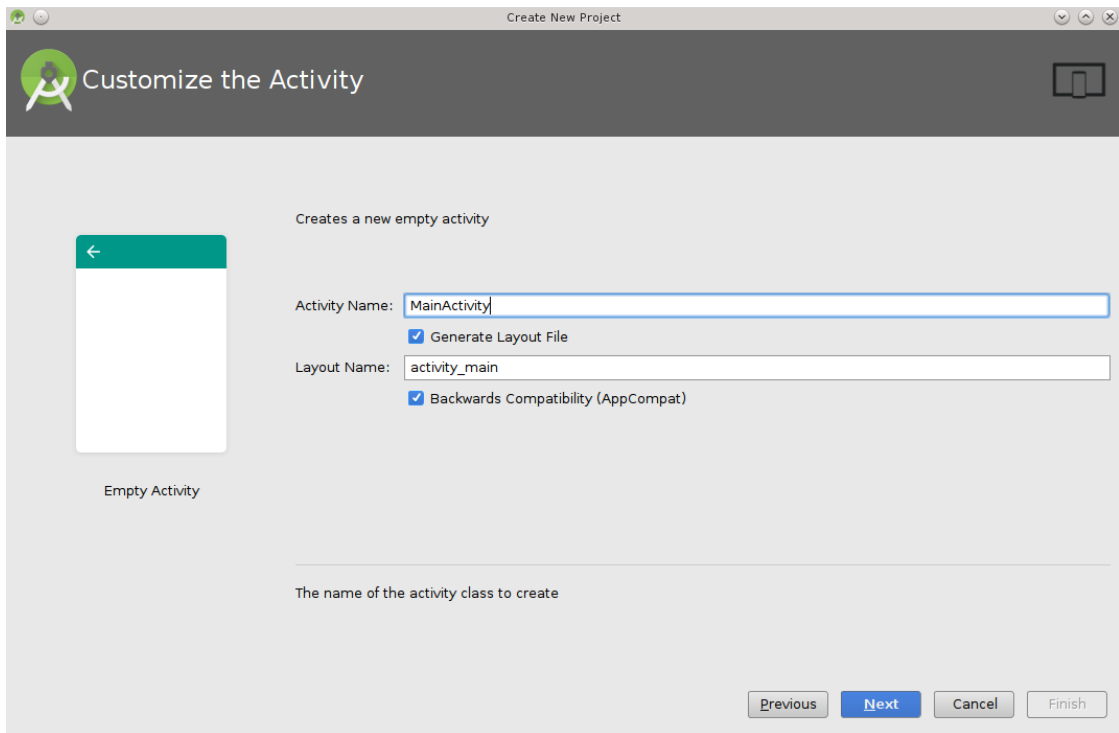 Create New Project
Customize the Activity
Creates a new empty activity
Activity Name: MainActivity
Generate Layout File
Layout Name: activity_main
Backwards Compatibility (AppCompat)
Empty Activity
The name of the activity class to create
Previous Next Cancel Finish